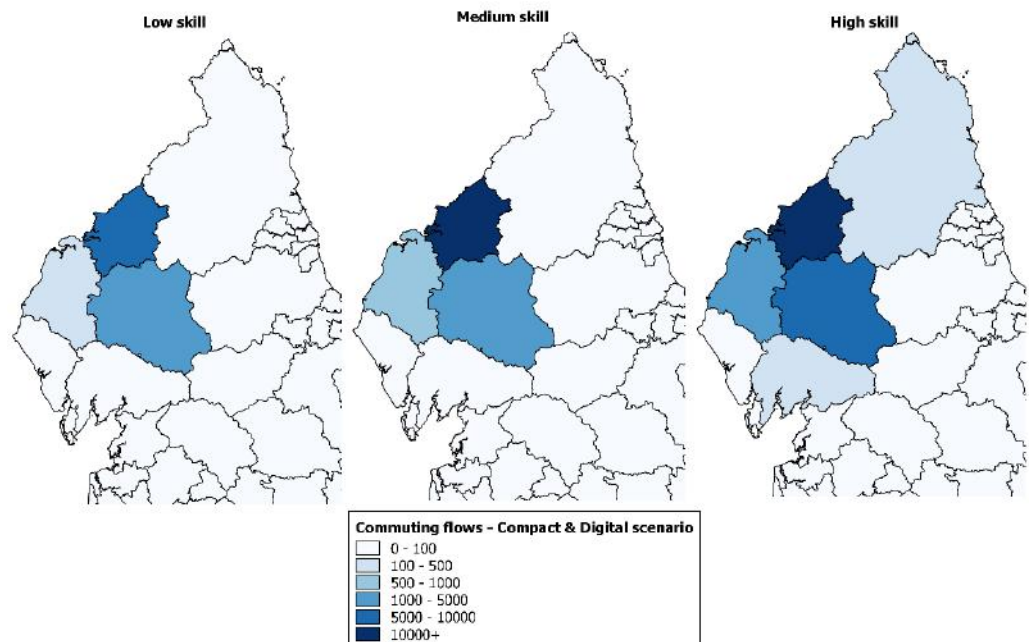 Low skill
Medium skill
High skill
Commuting flows - Compact & Digital scenario
0 - 100
100 - 500
500 - 1000
1000 - 5000
5000 - 10000
10000+